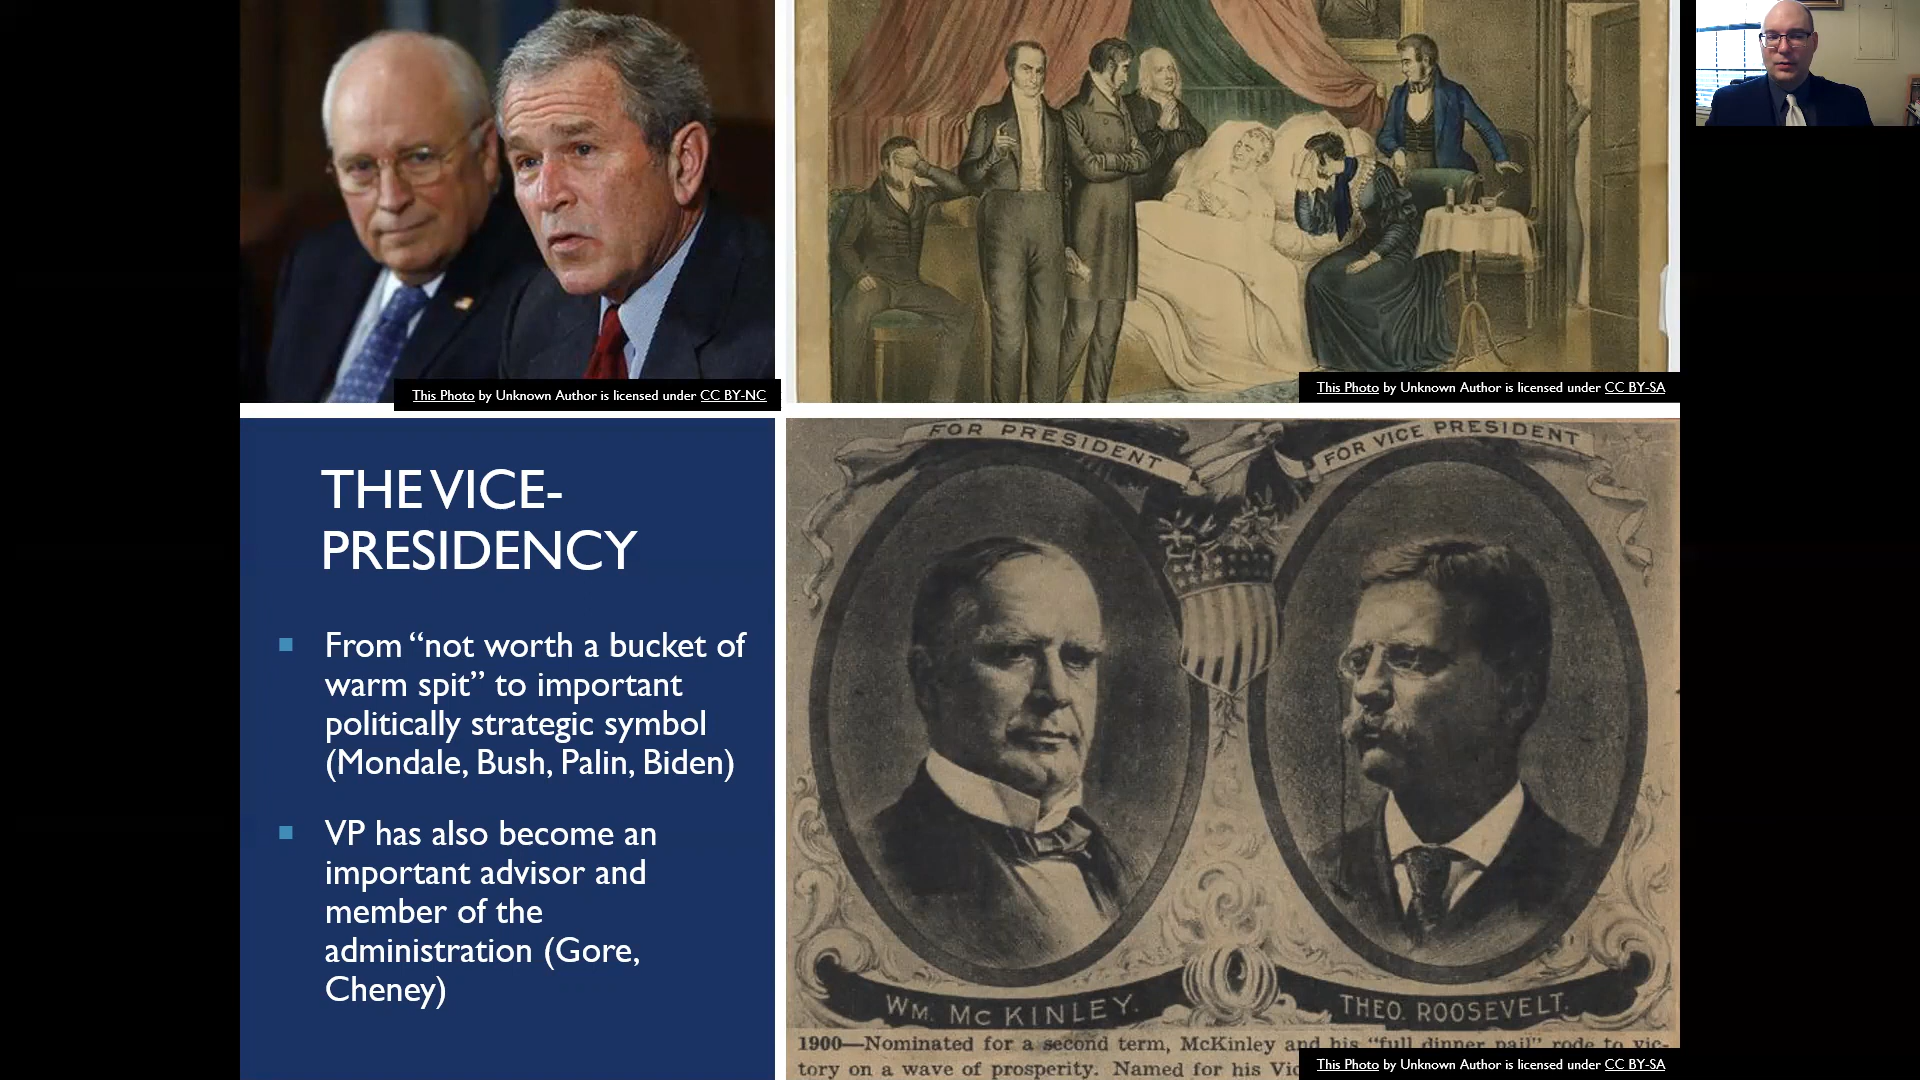 This Photo by Unknown Author is licensed under CC BY-NC
This Photo by Unknown Author is licensed under CC BY-SA
THE VICE-
PRESIDENCY
From “not worth a bucket of
warm spit” to important
politically strategic symbol
(Mondale, Bush, Palin, Biden)
VP has also become an
important advisor and
member of the
administration (Gore,
Cheney)
FOR PRESIDENT
FOR VICE PRESIDENT
WM. MCKINLEY.
THEO. ROOSEVELT.
1900—Nominated for a second term, McKinley and his “full dinner pail” rode to vic-
tory on a wave of prosperity. Named for his
This Photo by Unknown Author is licensed under CC BY-SA